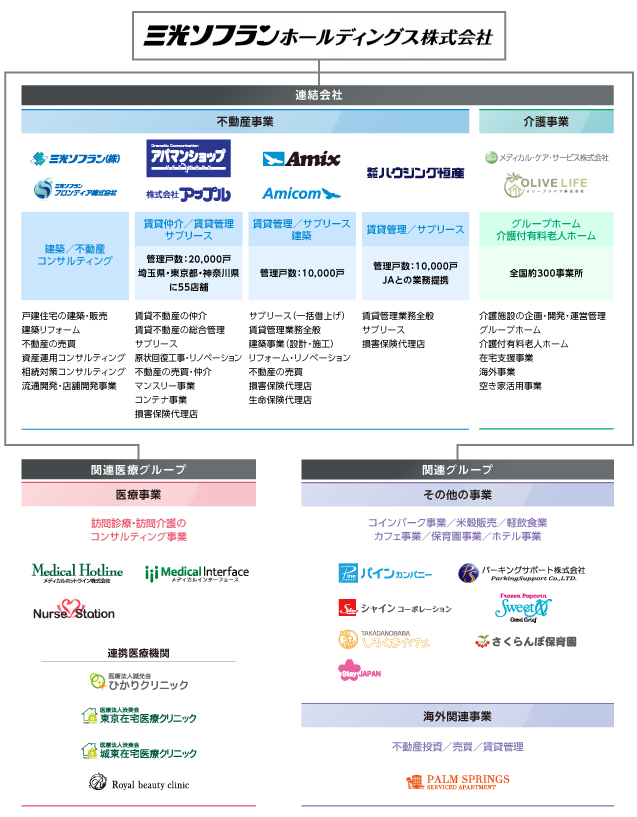 三光ソフランホールディングス株式会社
連結会社
不動産事業
三光ソフラン(株)
三光ソフラン
フロンティア株式会社
Dramatic Communication
アパマンショップ
apamanshop
株式会社アップル
Amix
Amicom
株式会社ハウジング恒産
建築／不動産
コンサルティング
賃貸仲介／賃貸管理
サブリース
管理戸数：20,000戸
埼玉県・東京都・神奈川県
に55店舗
賃貸管理／サブリース
建築
管理戸数：10,000戸
賃貸管理／サブリース
管理戸数：10,000戸
JAとの業務提携
戸建住宅の建築・販売
建築リフォーム
不動産の売買
資産運用コンサルティング
相続対策コンサルティング
流通開発・店舗開発事業
賃貸不動産の仲介
賃貸不動産の総合管理
サブリース
原状回復工事・リノベーション
不動産の売買・仲介
マンスリー事業
コンテナ事業
損害保険代理店
サブリース（一括借上げ）
賃貸管理業務全般
建築事業（設計・施工）
リフォーム・リノベーション
不動産の売買
損害保険代理店
生命保険代理店
賃貸管理業務全般
サブリース
損害保険代理店
介護事業
メディカル・ケア・サービス株式会社
OLIVE LIFE
オリーブライフ株式会社
グループホーム
介護付有料老人ホーム
全国約300事業所
介護施設の企画・開発・運営管理
グループホーム
介護付有料老人ホーム
在宅支援事業
海外事業
空き家活用事業
関連医療グループ
医療事業
訪問診療・訪問介護の
コンサルティング事業
Medical Hotline
メディカルホットライン株式会社
Medical Interface
メディカルインターフェース
Nurse Station
連携医療機関
医療法人誠光会
ひかりクリニック
医療法人渋美会
東京在宅医療クリニック
医療法人渋美会
城東在宅医療クリニック
Royal beauty clinic
関連グループ
その他の事業
コインパーク事業／米穀販売／軽飲食業
カフェ事業／保育園事業／ホテル事業
Pine
パインカンパニー
PS
パーキングサポート株式会社
ParkingSupport Co.,LTD.
シャインコーポレーション
Frozen Popcorn
Sweet XO
Good Grief
TAKADANOBABA
しろくまカフェ
さくらんぼ保育園
Stay JAPAN
海外関連事業
不動産投資／売買／賃貸管理
PALM SPRINGS
SERVICED APARTMENT